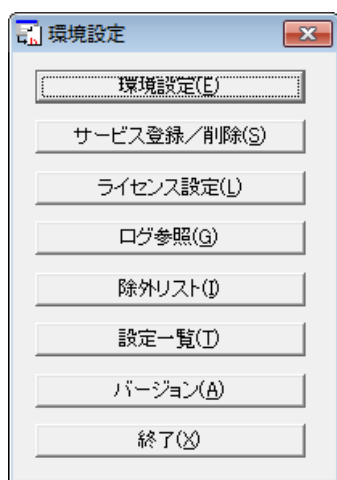 環境設定
環境設定(E)
サービス登録／削除(S)
ライセンス設定(L)
ログ参照(G)
除外リスト(I)
設定一覧(T)
バージョン(A)
終了(X)